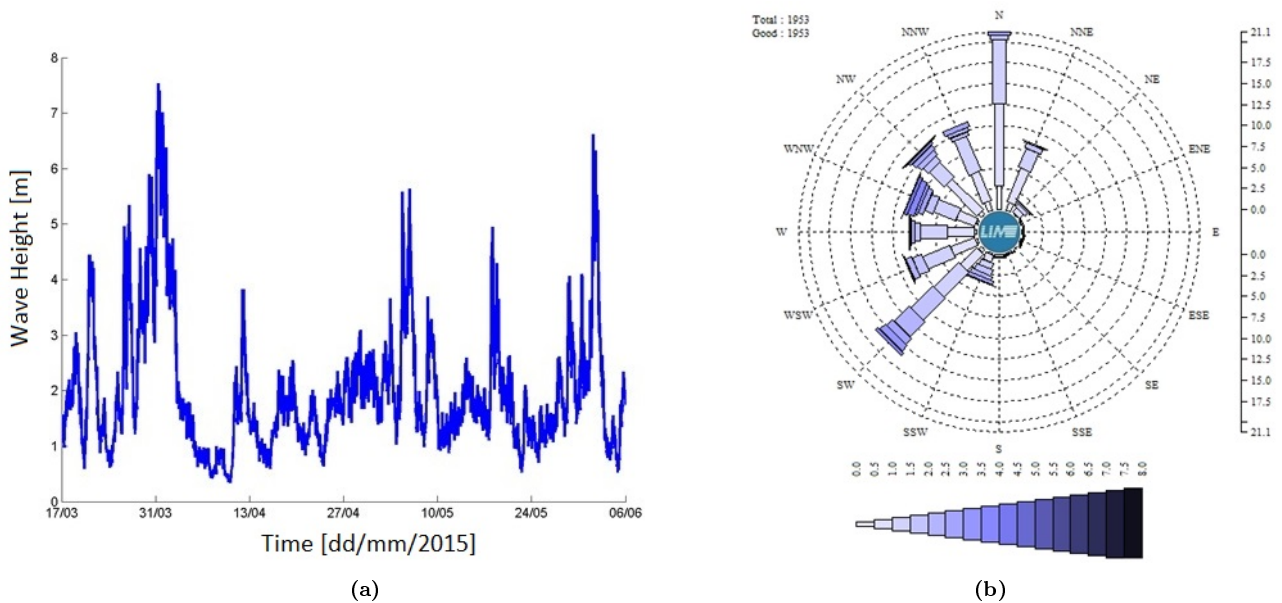 8
7
6
5
4
3
2
1
0
Wave Height [m]
17/03 31/03 13/04 27/04 10/05 24/05 06/06
Time [dd/mm/2015]
(a)
Total : 1953
Good : 1953
N
NNE
NE
ENE
E
ESE
SE
SSE
S
SSW
SW
WSW
W
WNW
NW
NNW
LIME
21.1
17.5
15.0
12.5
10.0
7.5
5.0
2.5
0.0
0.0
2.5
5.0
7.5
10.0
12.5
15.0
17.5
21.1
0.0 0.5 1.0 1.5 2.0 2.5 3.0 3.5 4.0 4.5 5.0 5.5 6.0 6.5 7.0 7.5 8.0
(b)